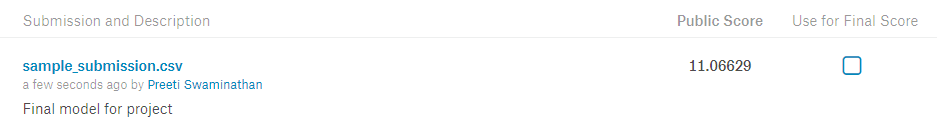 Submission and Description Public Score Use for Final Score
sample_submission.csv 11.06629
a few seconds ago by Preeti Swaminathan
Final model for project